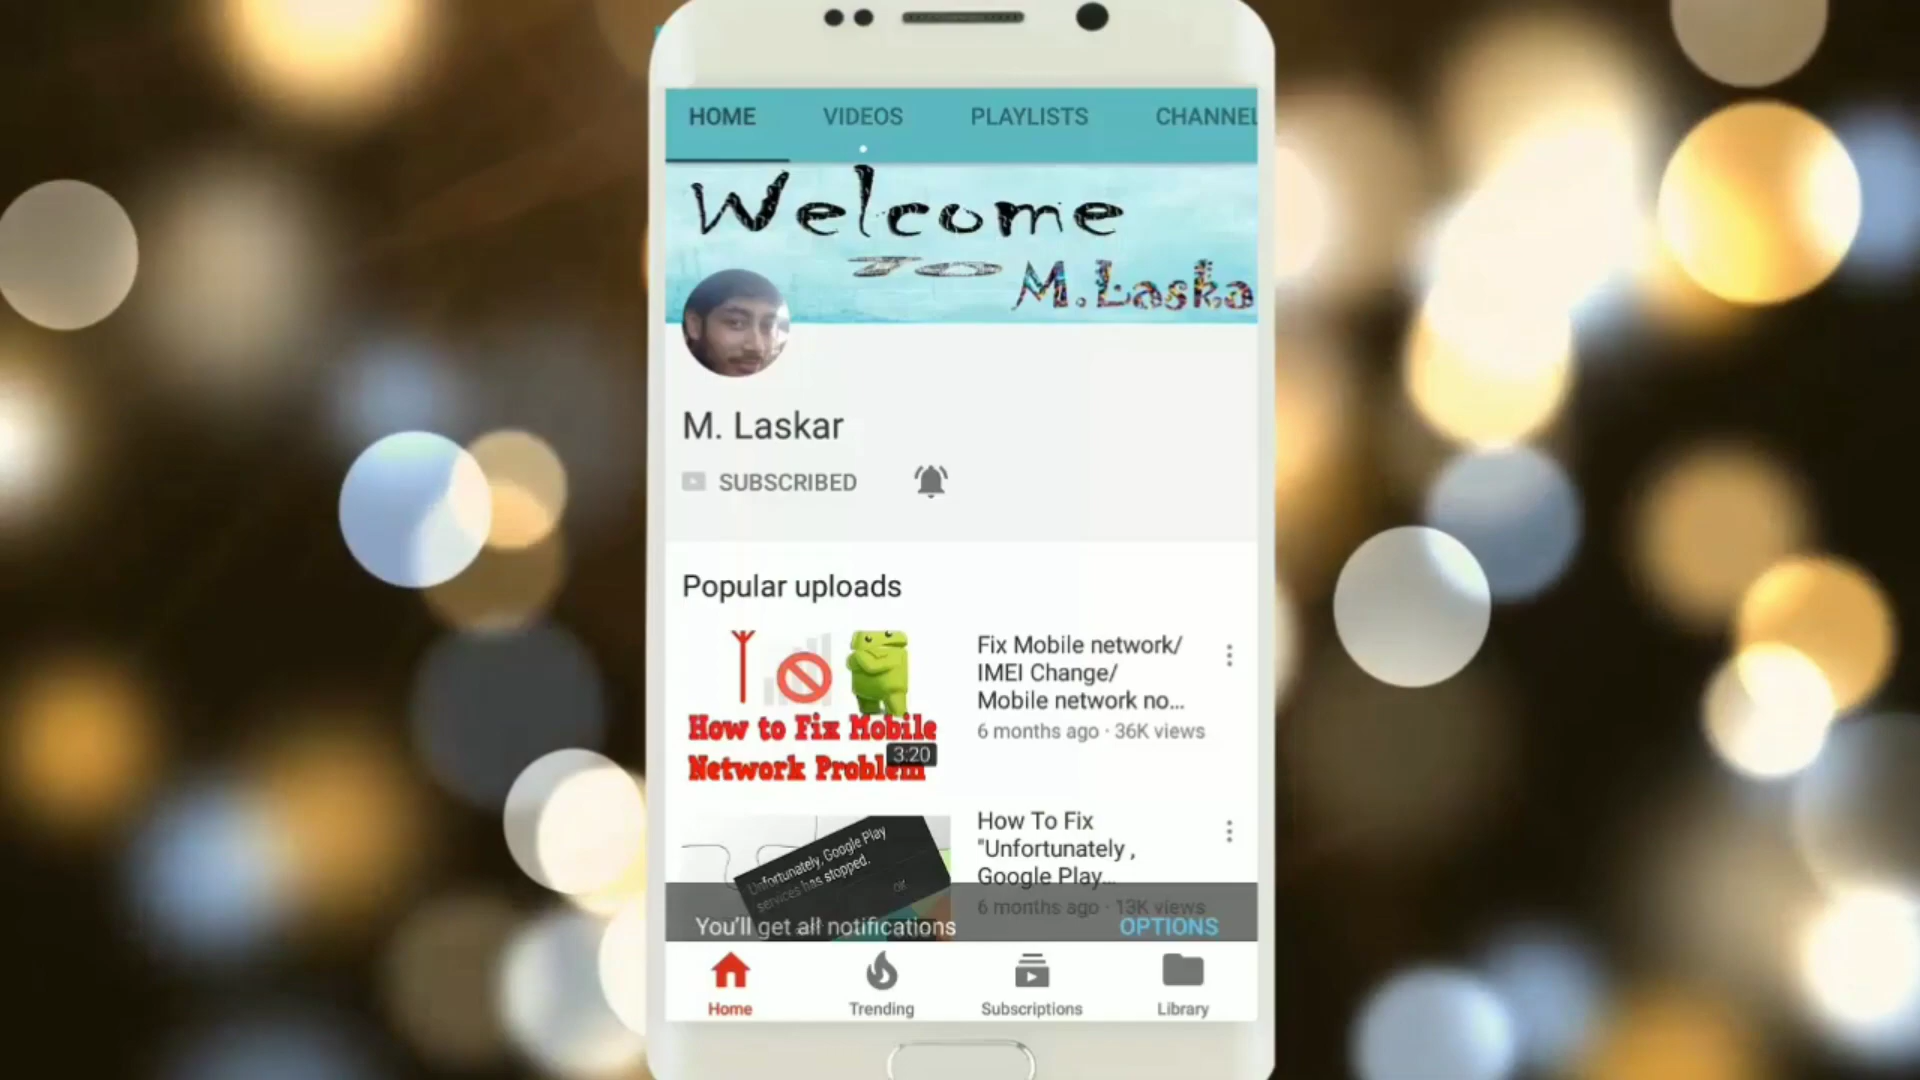 HOME VIDEOS PLAYLISTS CHANNEL
Welcome
TO
M.Laska
M. Laskar
SUBSCRIBED
Popular uploads
How to Fix Mobile
Network Problem
3:20
Fix Mobile network/
IMEI Change/
Mobile network no...
6 months ago · 36K views
Unfortunately, Google Play
services has stopped.
OK
How To Fix
"Unfortunately ,
Google Play...
6 months ago · 13K views
You'll get all notifications OPTIONS
Home Trending Subscriptions Library